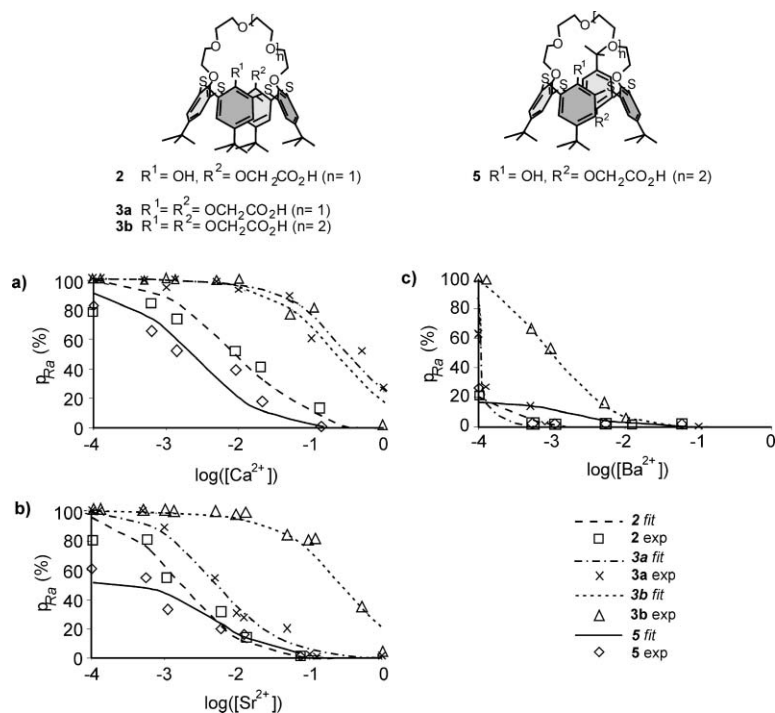 O O O n O O O O R¹ R² S S S S
2 R¹= OH, R²= OCH₂CO₂H (n= 1)
3a R¹= R²= OCH₂CO₂H (n= 1)
3b R¹= R²= OCH₂CO₂H (n= 2)
O O O n O O O O R¹ R² S S S S
5 R¹= OH, R²= OCH₂CO₂H (n= 2)
a)
pRa (%)
100
80
60
40
20
0
-4 -3 -2 -1 0
log([Ca²⁺])
c)
pRa (%)
100
80
60
40
20
0
-4 -3 -2 -1 0
log([Ba²⁺])
b)
pRa (%)
100
80
60
40
20
0
-4 -3 -2 -1 0
log([Sr²⁺])
2 fit
2 exp
3a fit
3a exp
3b fit
3b exp
5 fit
5 exp